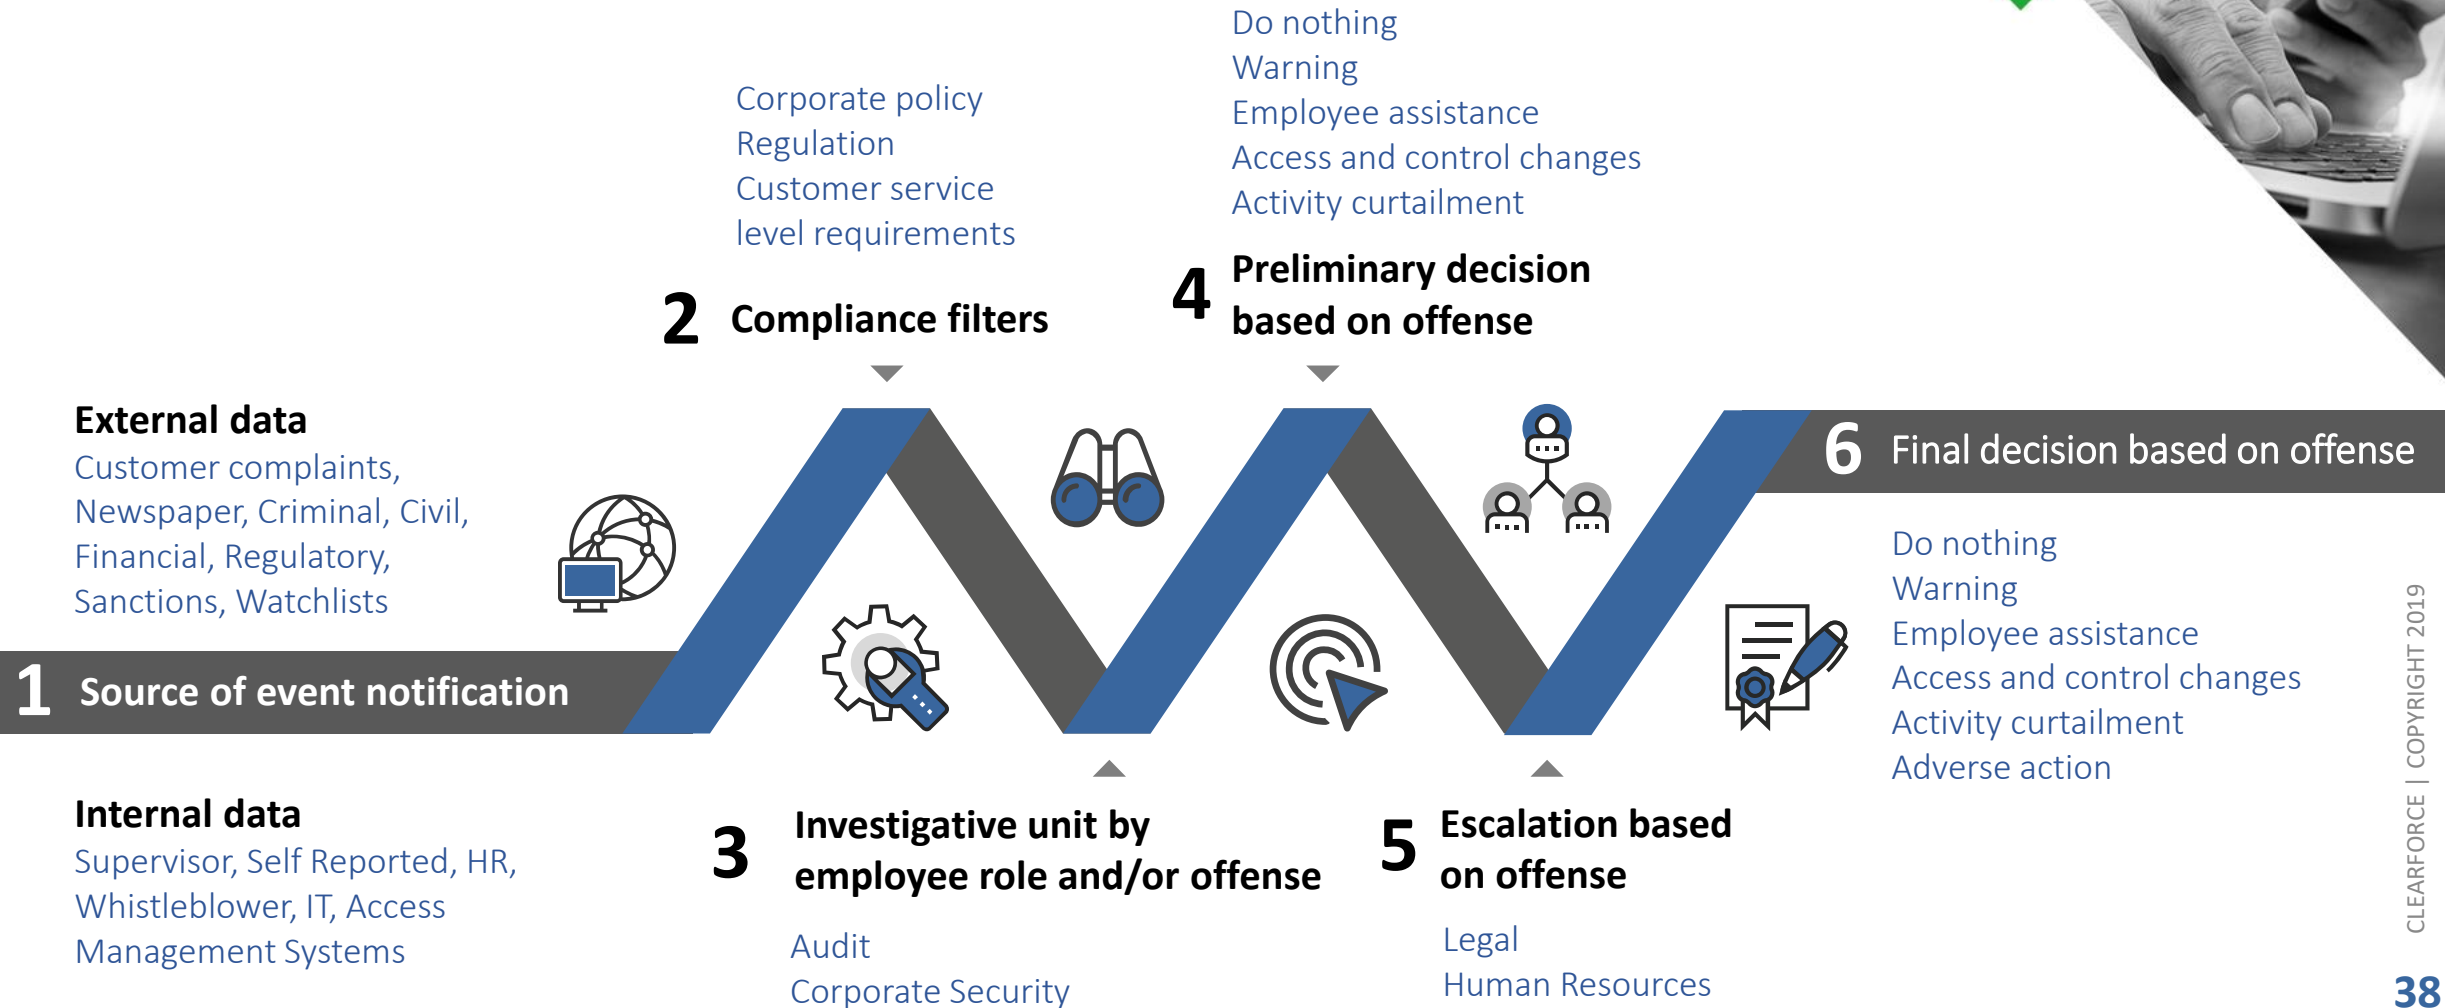 External data
Customer complaints,
Newspaper, Criminal, Civil,
Financial, Regulatory,
Sanctions, Watchlists
1 Source of event notification
Internal data
Supervisor, Self Reported, HR,
Whistleblower, IT, Access
Management Systems
Corporate policy
Regulation
Customer service
level requirements
2 Compliance filters
3 Investigative unit by
employee role and/or offense
Audit
Corporate Security
Do nothing
Warning
Employee assistance
Access and control changes
Activity curtailment
4 Preliminary decision
based on offense
5 Escalation based
on offense
Legal
Human Resources
6 Final decision based on offense
Do nothing
Warning
Employee assistance
Access and control changes
Activity curtailment
Adverse action
CLEARFORCE | COPYRIGHT 2019
38